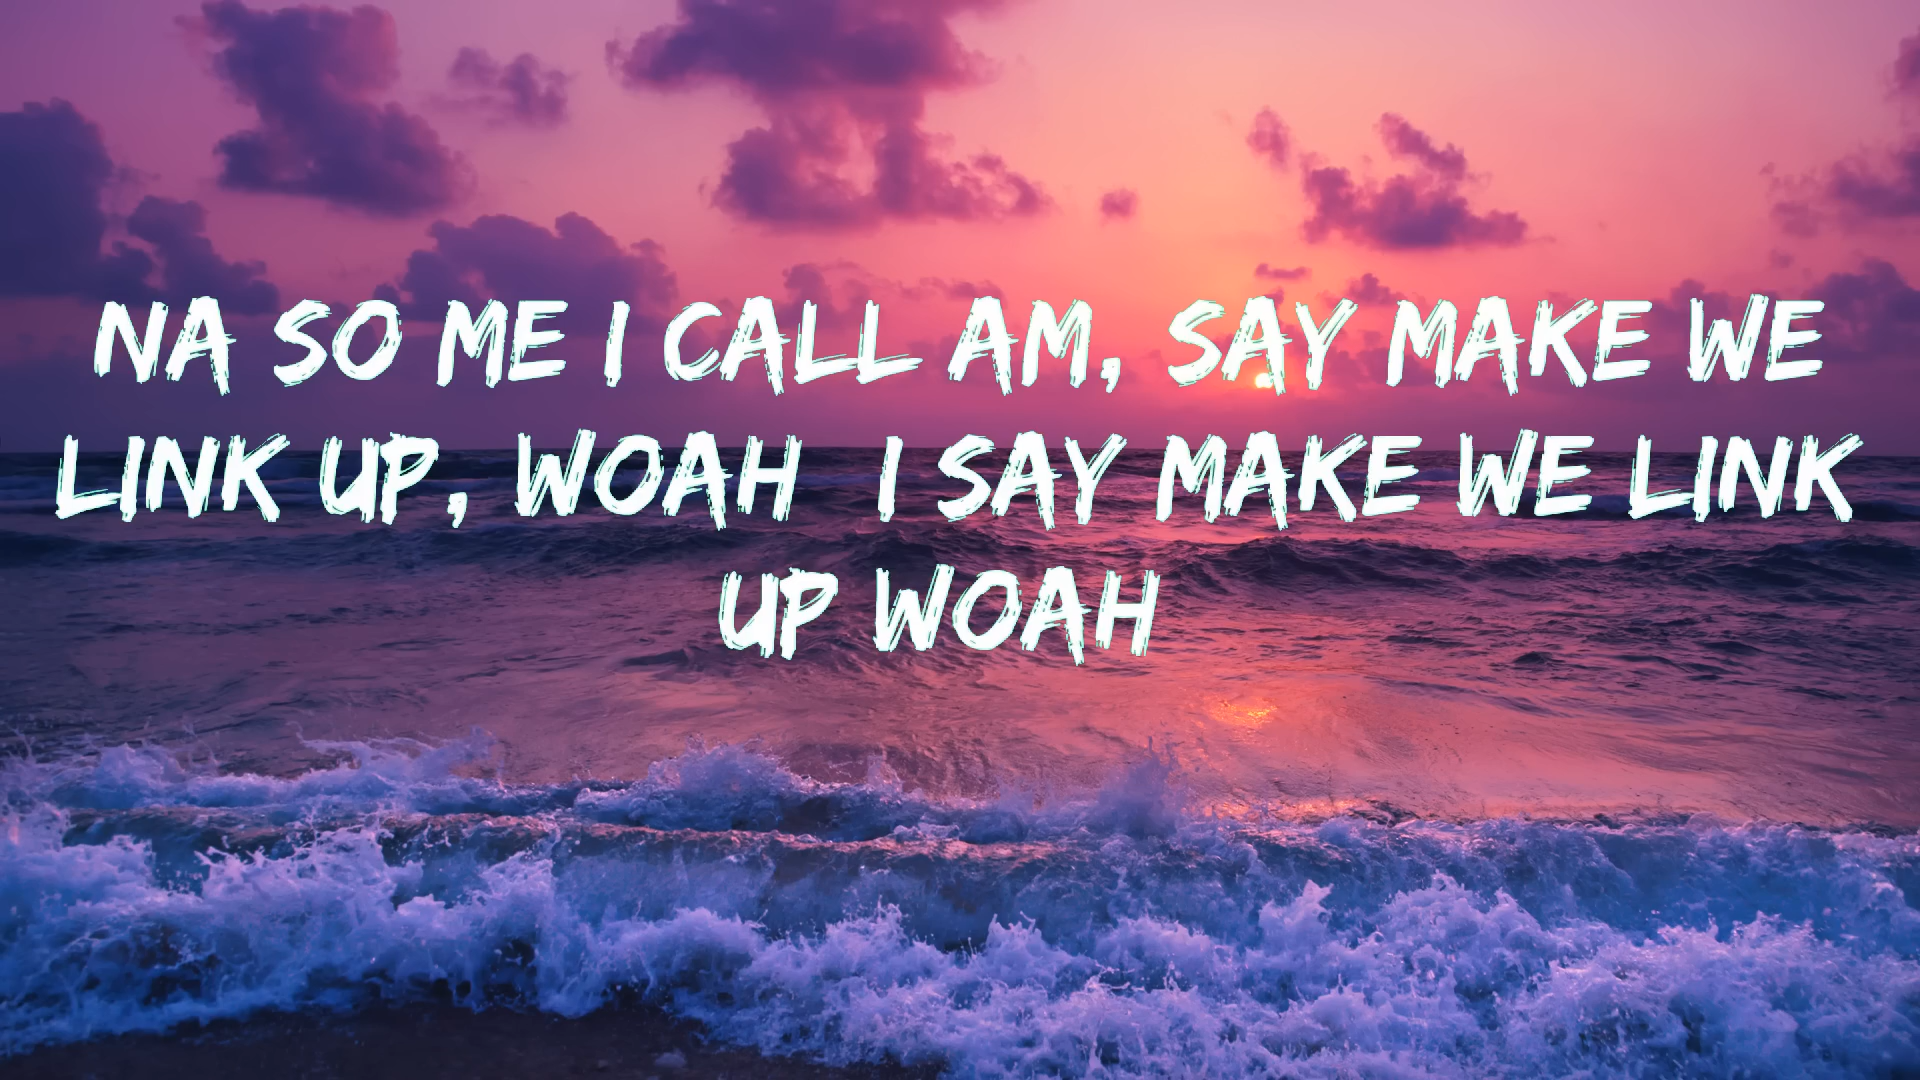 NA SO ME I CALL AM, SAY MAKE WE
LINK UP, WOAH I SAY MAKE WE LINK
UP WOAH